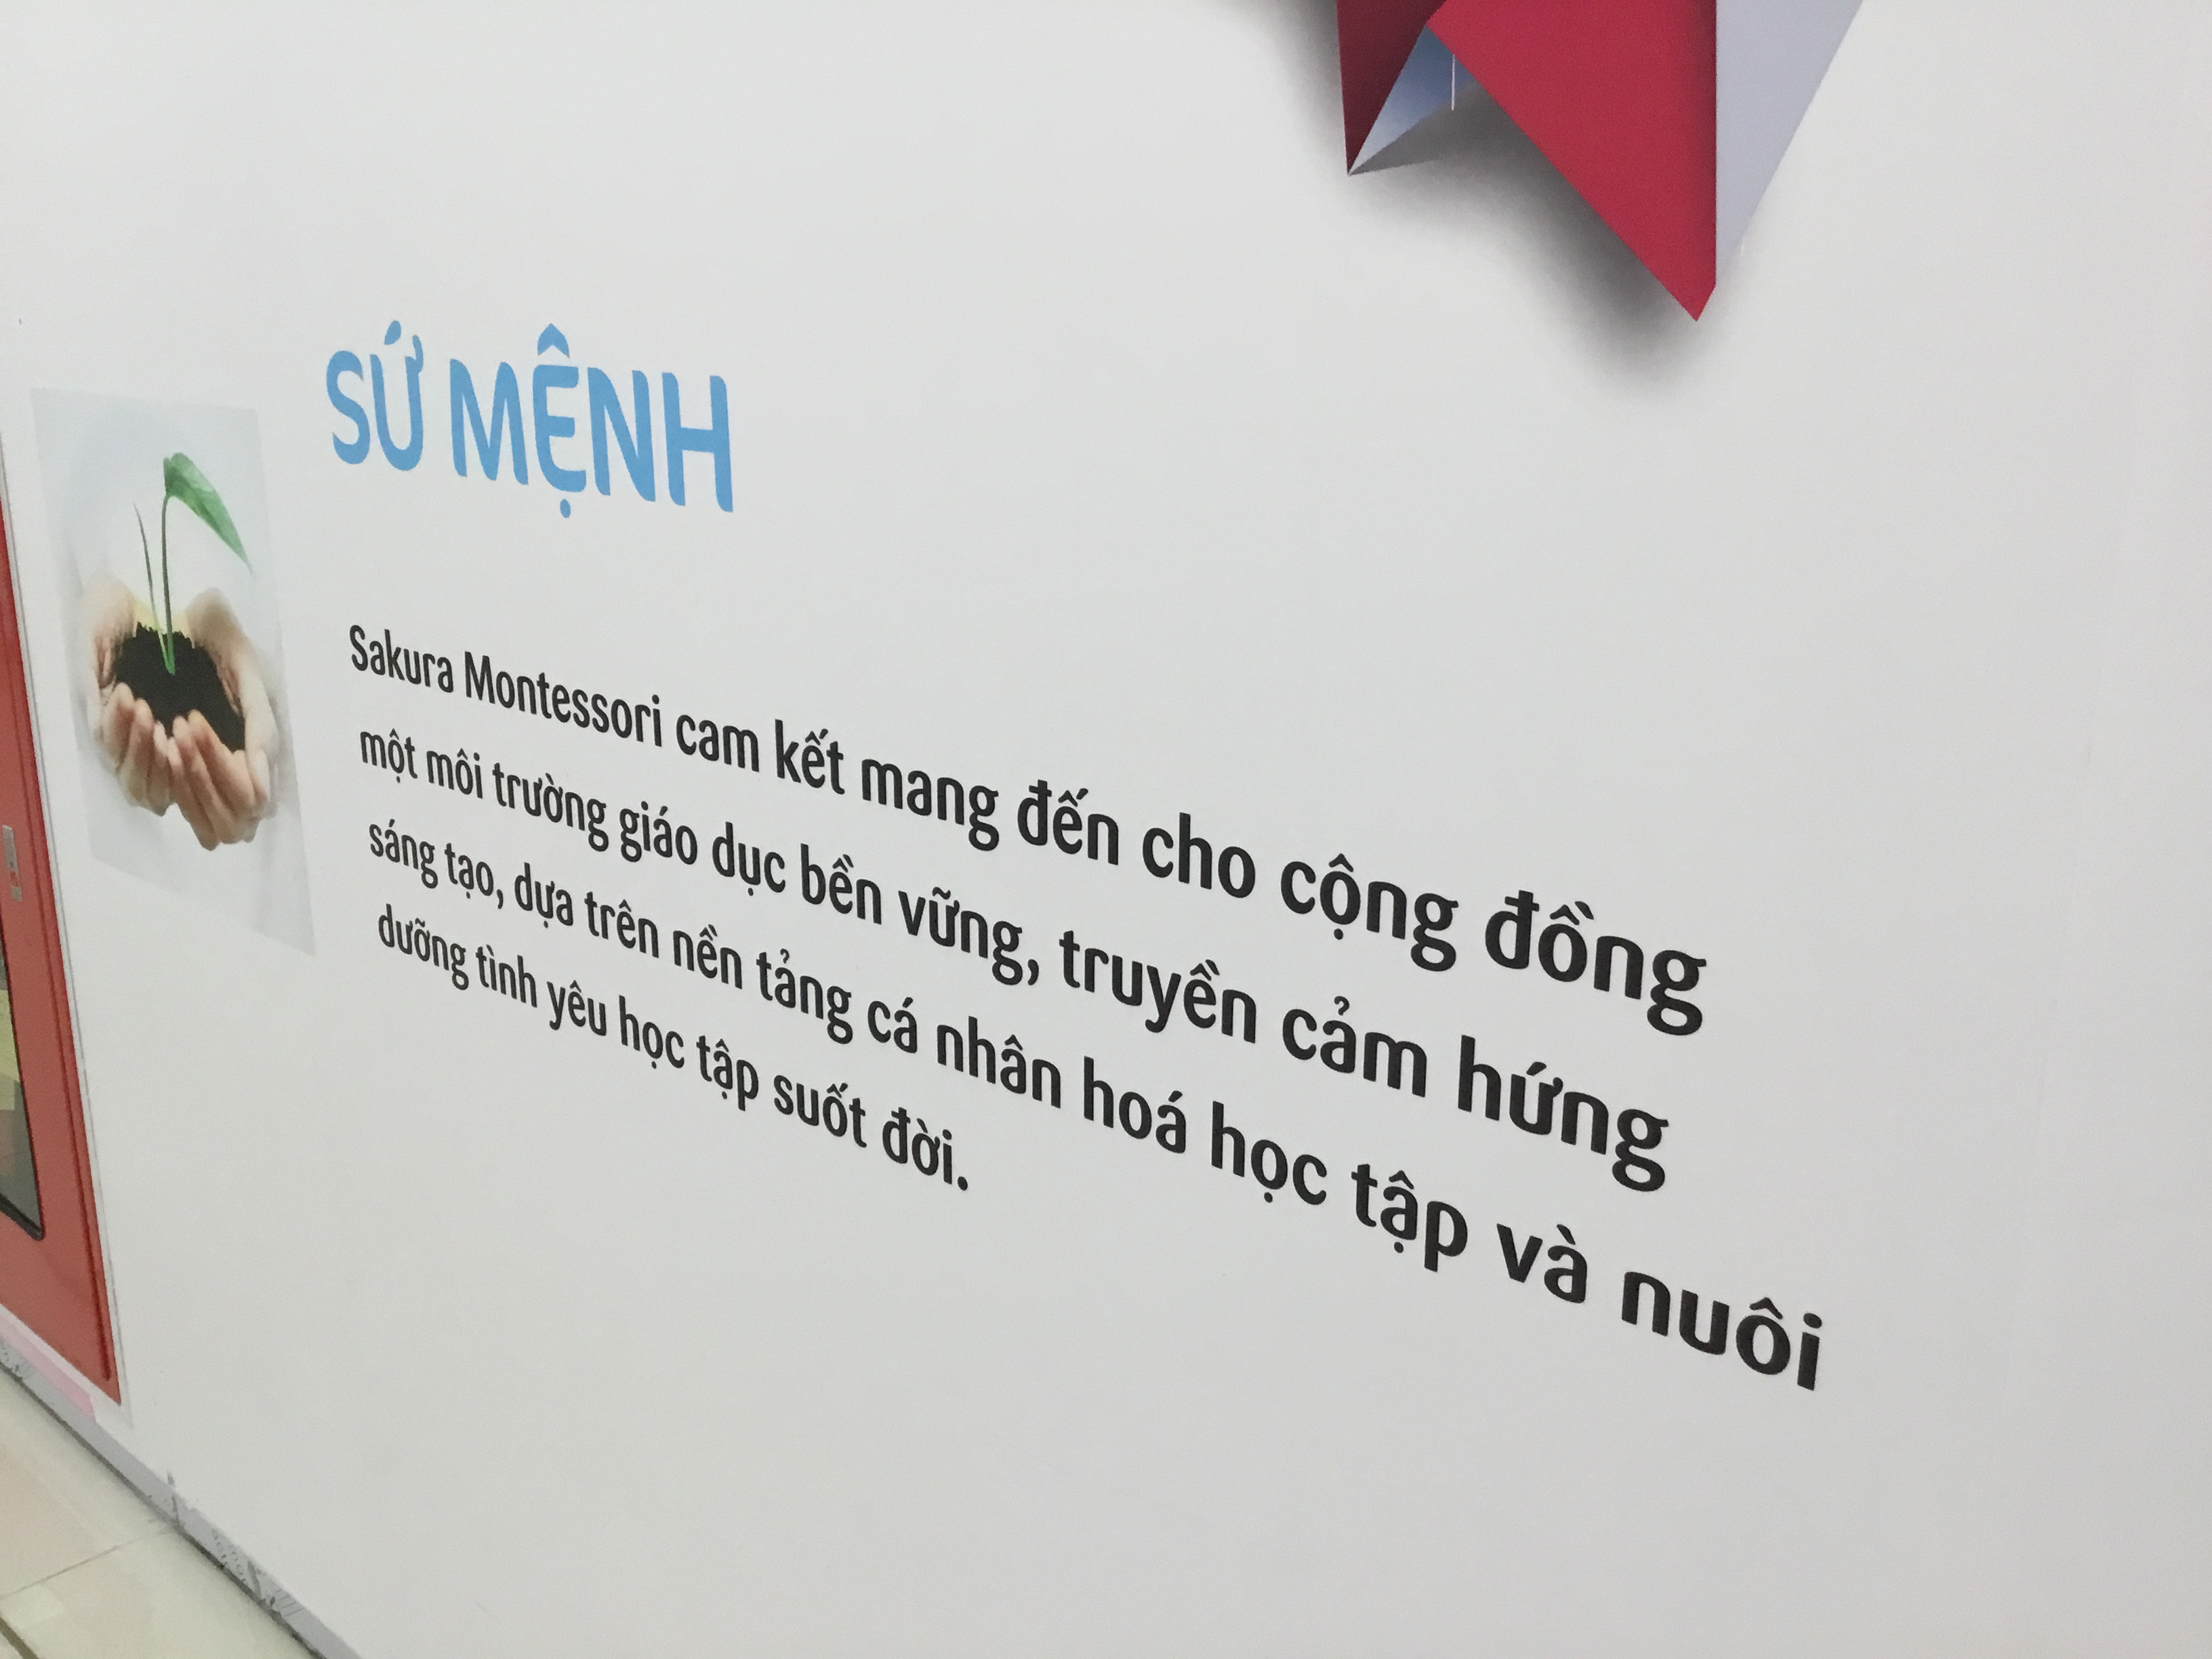 SỨ MỆNH
Sakura Montessori cam kết mang đến cho cộng đồng
một môi trường giáo dục bền vững, truyền cảm hứng
sáng tạo, dựa trên nền tảng cá nhân hoá học tập và nuôi
dưỡng tình yêu học tập suốt đời.